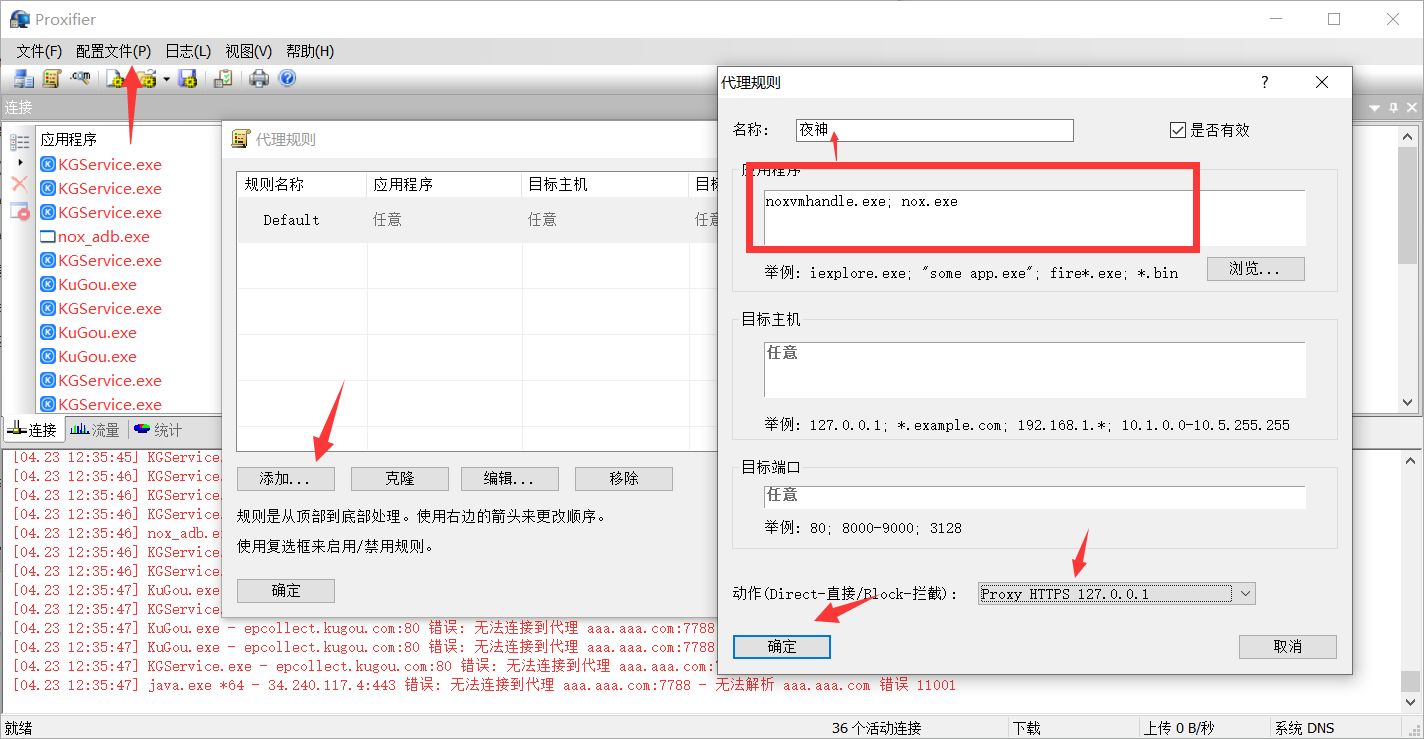 Proxifier
文件(F) 配置文件(P) 日志(L) 视图(V) 帮助(H)
连接
应用程序
KGService.exe
KGService.exe
KGService.exe
nox_adb.exe
KGService.exe
KuGou.exe
KGService.exe
KuGou.exe
KuGou.exe
KGService.exe
KGService.exe
连接 流量 统计
代理规则
规则名称 应用程序 目标主机 目标
Default 任意 任意 任意
添加... 克隆 编辑... 移除
规则是从顶部到底部处理。使用右边的箭头来更改顺序。
使用复选框来启用/禁用规则。
确定
代理规则 ?
名称： 夜神 是否有效
应用程序
noxvmhandle.exe; nox.exe
举例: iexplore.exe; "some app.exe"; fire*.exe; *.bin 浏览...
目标主机
任意
举例: 127.0.0.1; *.example.com; 192.168.1.*; 10.1.0.0-10.5.255.255
目标端口
任意
举例: 80; 8000-9000; 3128
动作(Direct-直接/Block-拦截)： Proxy HTTPS 127.0.0.1
确定 取消
[04.23 12:35:45] KGService.
[04.23 12:35:46] KGService.
[04.23 12:35:46] KGService.
[04.23 12:35:46] KGService.
[04.23 12:35:46] nox_adb.e
[04.23 12:35:46] KGService.
[04.23 12:35:46] KGService.
[04.23 12:35:47] KuGou.exe
[04.23 12:35:47] KGService.
[04.23 12:35:47] KuGou.exe - epcollect.kugou.com:80 错误: 无法连接到代理 aaa.aaa.com:7788
[04.23 12:35:47] KuGou.exe - epcollect.kugou.com:80 错误: 无法连接到代理 aaa.aaa.com:7788
[04.23 12:35:47] KGService.exe - epcollect.kugou.com:80 错误: 无法连接到代理 aaa.aaa.com:
[04.23 12:35:47] java.exe *64 - 34.240.117.4:443 错误: 无法连接到代理 aaa.aaa.com:7788 - 无法解析 aaa.aaa.com 错误 11001
就绪 36 个活动连接 下载 上传 0 B/秒 系统 DNS